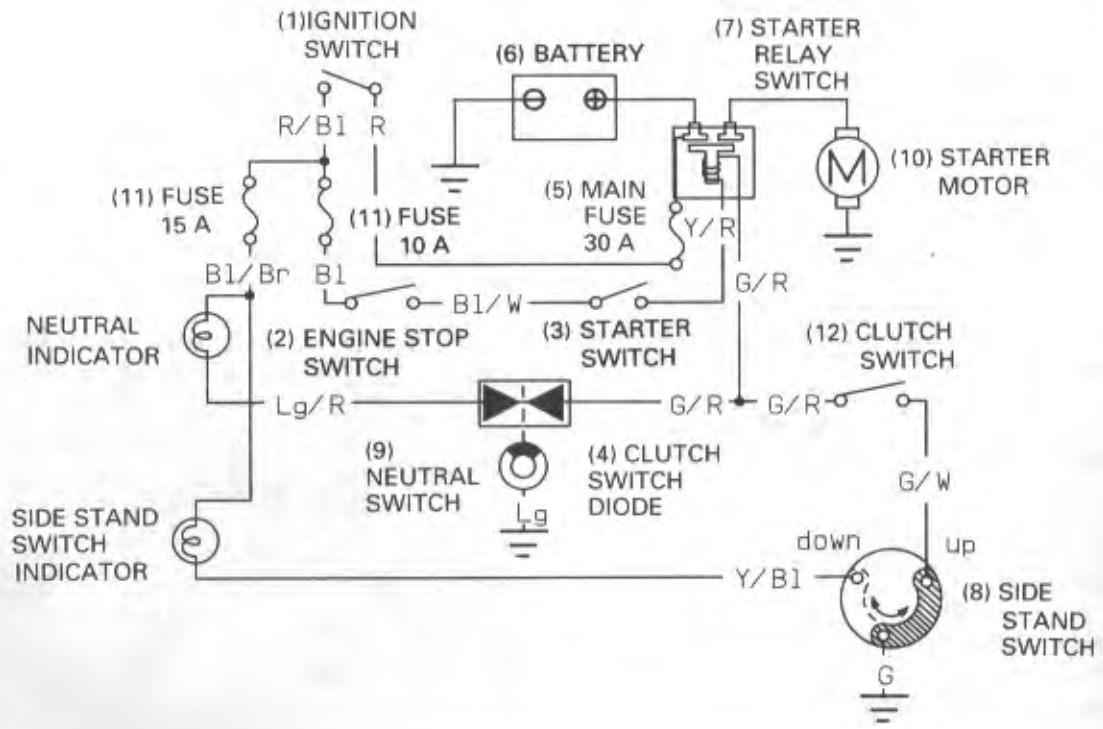 (1)IGNITION
SWITCH
(6) BATTERY
(7) STARTER
RELAY
SWITCH
R/Bl
R
M
(10) STARTER
MOTOR
(11) FUSE
15 A
(11) FUSE
10 A
(5) MAIN
FUSE
30 A
Y/R
G/R
Bl/Br
Bl
Bl/W
NEUTRAL
INDICATOR
(2) ENGINE STOP
SWITCH
(3) STARTER
SWITCH
(12) CLUTCH
SWITCH
Lg/R
G/R
G/R
(9)
NEUTRAL
SWITCH
(4) CLUTCH
SWITCH
DIODE
Lg
G/W
SIDE STAND
SWITCH
INDICATOR
down
up
Y/Bl
(8) SIDE
STAND
SWITCH
G